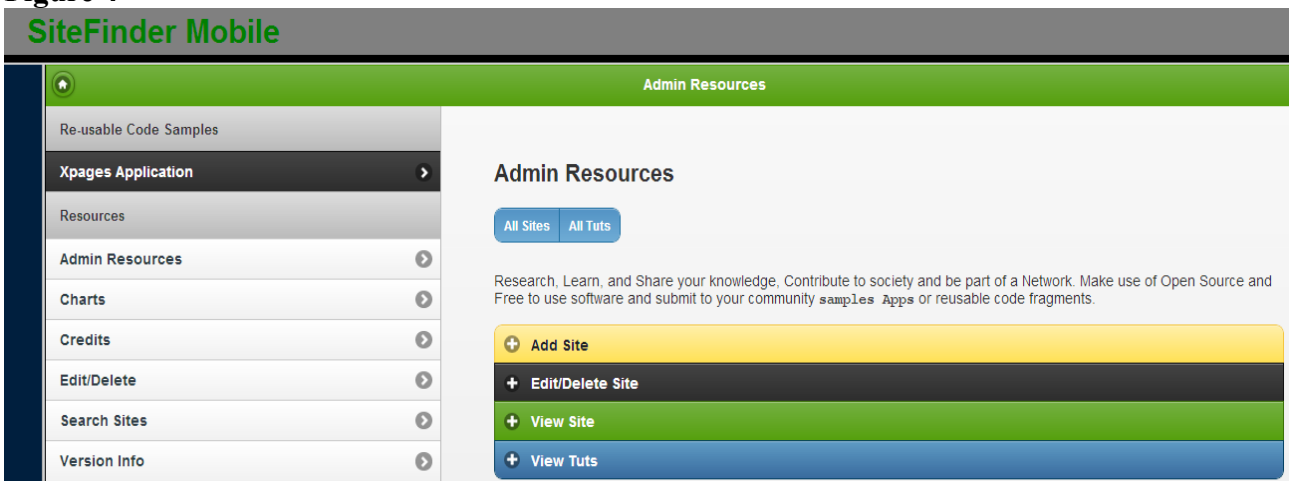 SiteFinder Mobile
Admin Resources
Re-usable Code Samples
Xpages Application
Resources
Admin Resources
Charts
Credits
Edit/Delete
Search Sites
Version Info
Admin Resources
All Sites All Tuts
Research, Learn, and Share your knowledge, Contribute to society and be part of a Network. Make use of Open Source and
Free to use software and submit to your community samples Apps or reusable code fragments.
Add Site
Edit/Delete Site
View Site
View Tuts